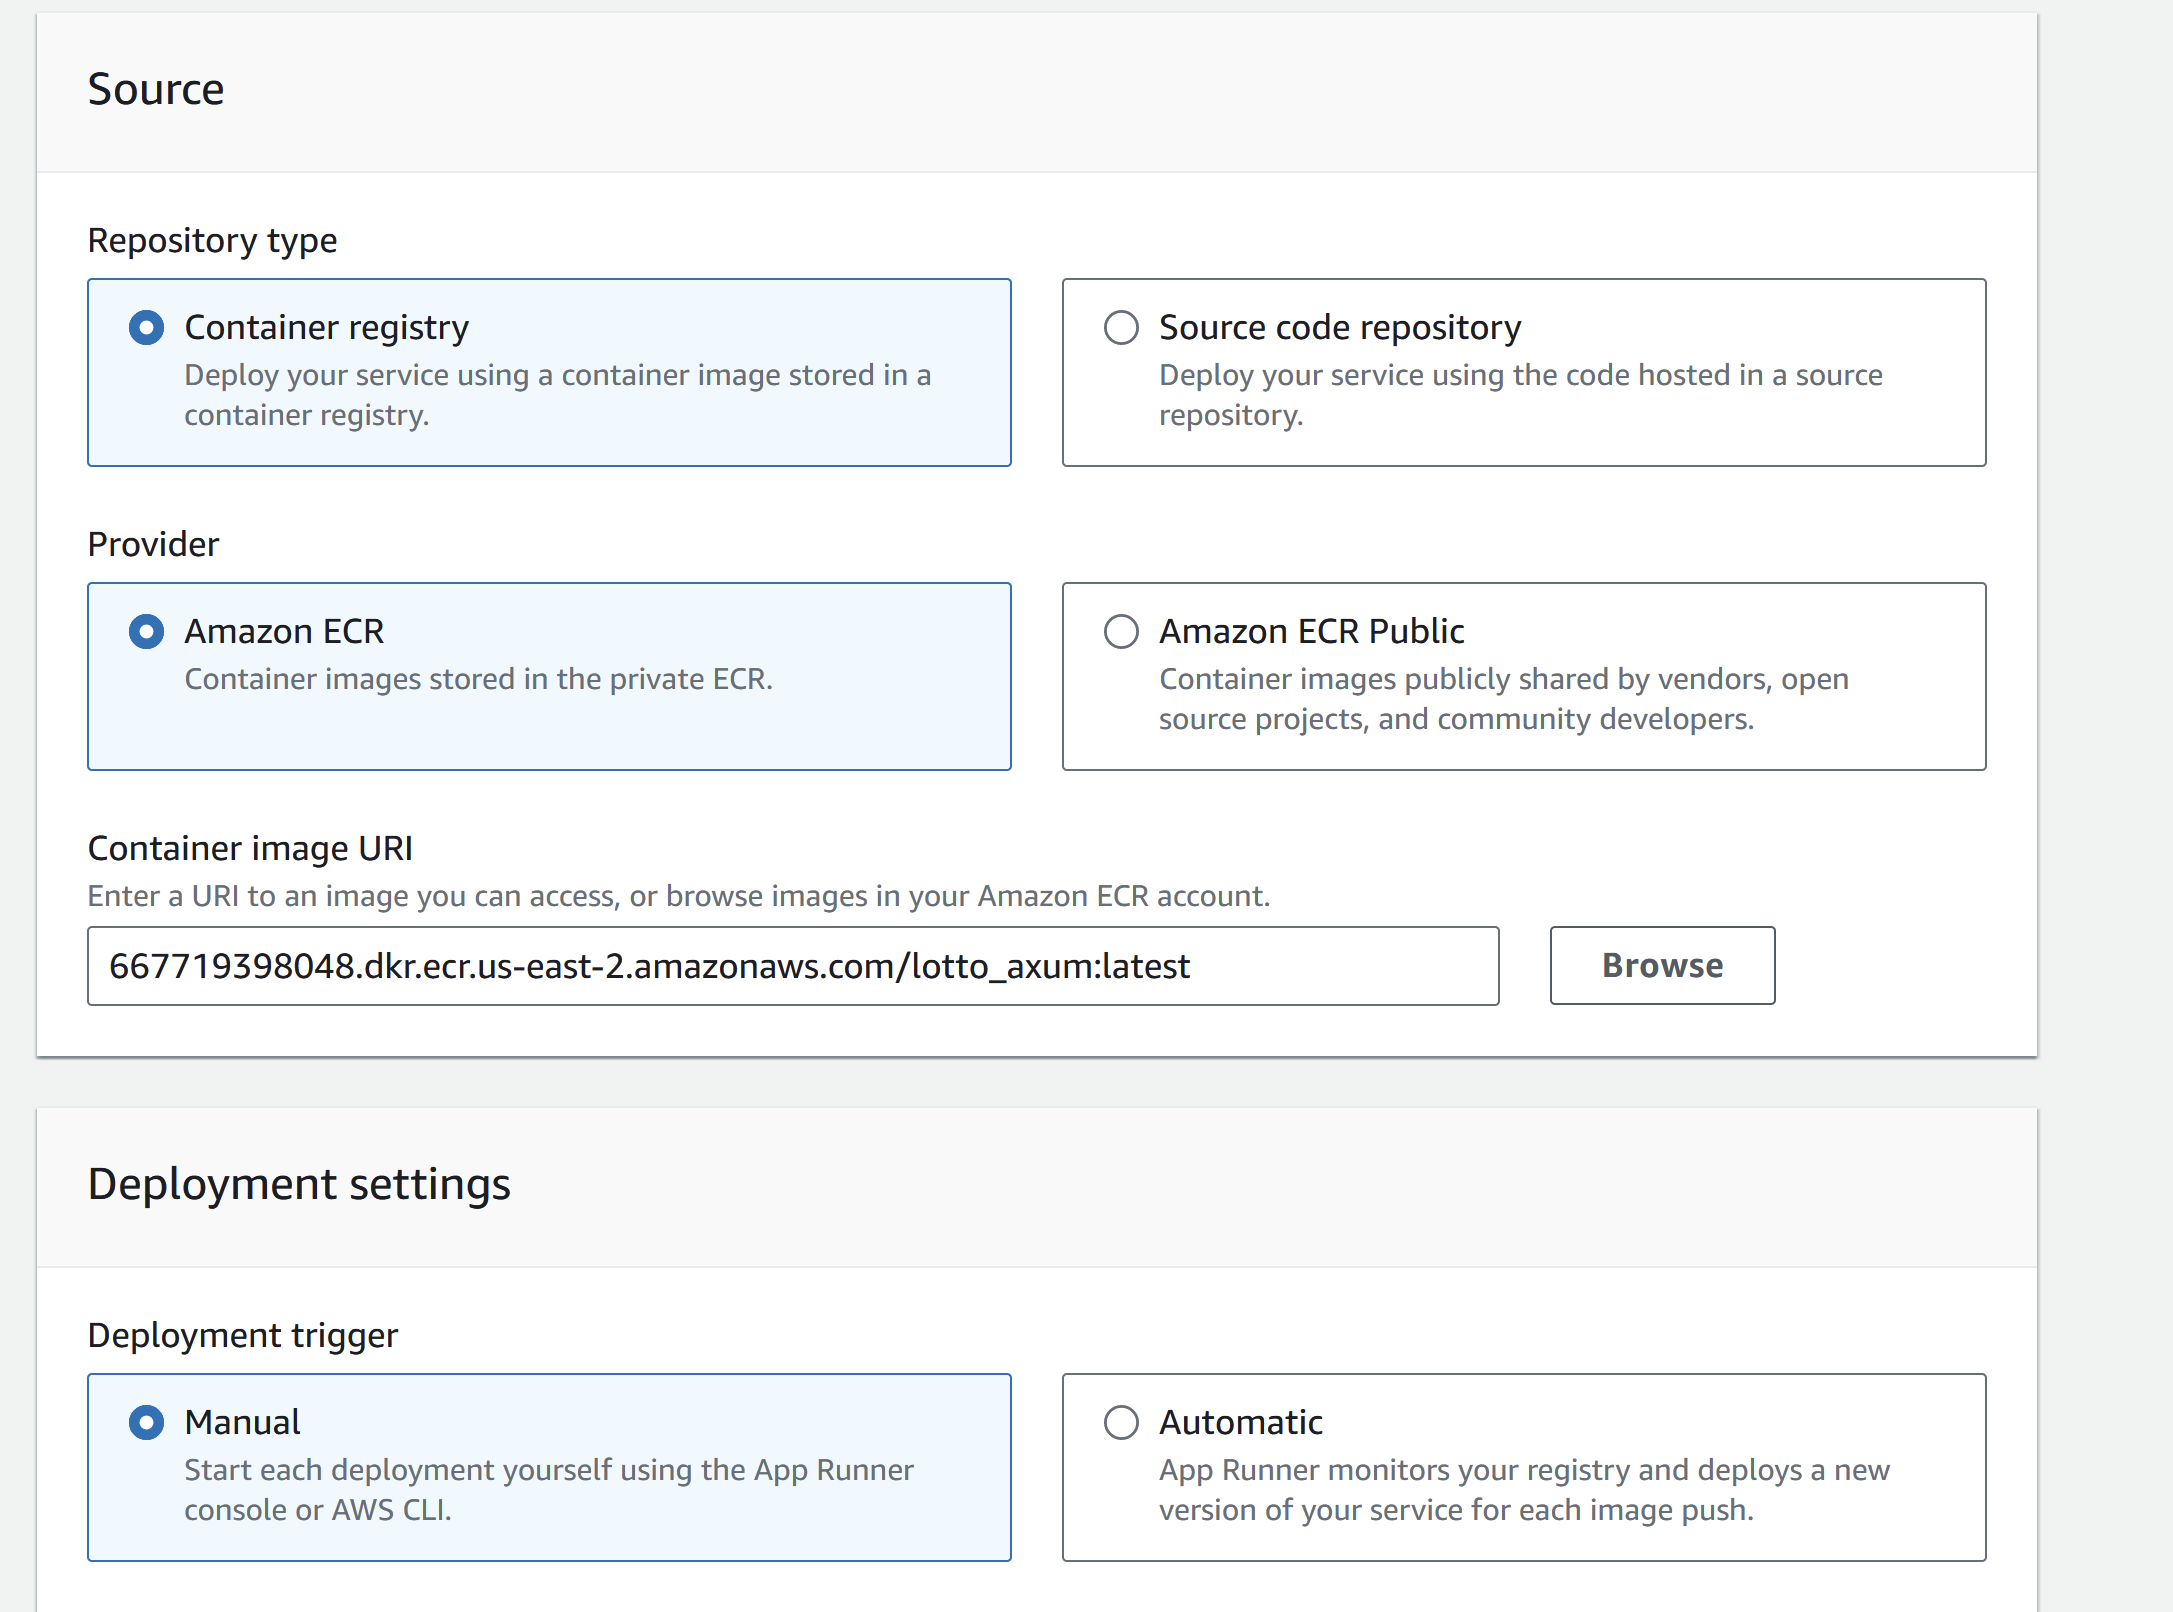 Source
Repository type
Container registry
Deploy your service using a container image stored in a
container registry.
Source code repository
Deploy your service using the code hosted in a source
repository.
Provider
Amazon ECR
Container images stored in the private ECR.
Amazon ECR Public
Container images publicly shared by vendors, open
source projects, and community developers.
Container image URI
Enter a URI to an image you can access, or browse images in your Amazon ECR account.
667719398048.dkr.ecr.us-east-2.amazonaws.com/lotto_axum:latest
Browse
Deployment settings
Deployment trigger
Manual
Start each deployment yourself using the App Runner
console or AWS CLI.
Automatic
App Runner monitors your registry and deploys a new
version of your service for each image push.